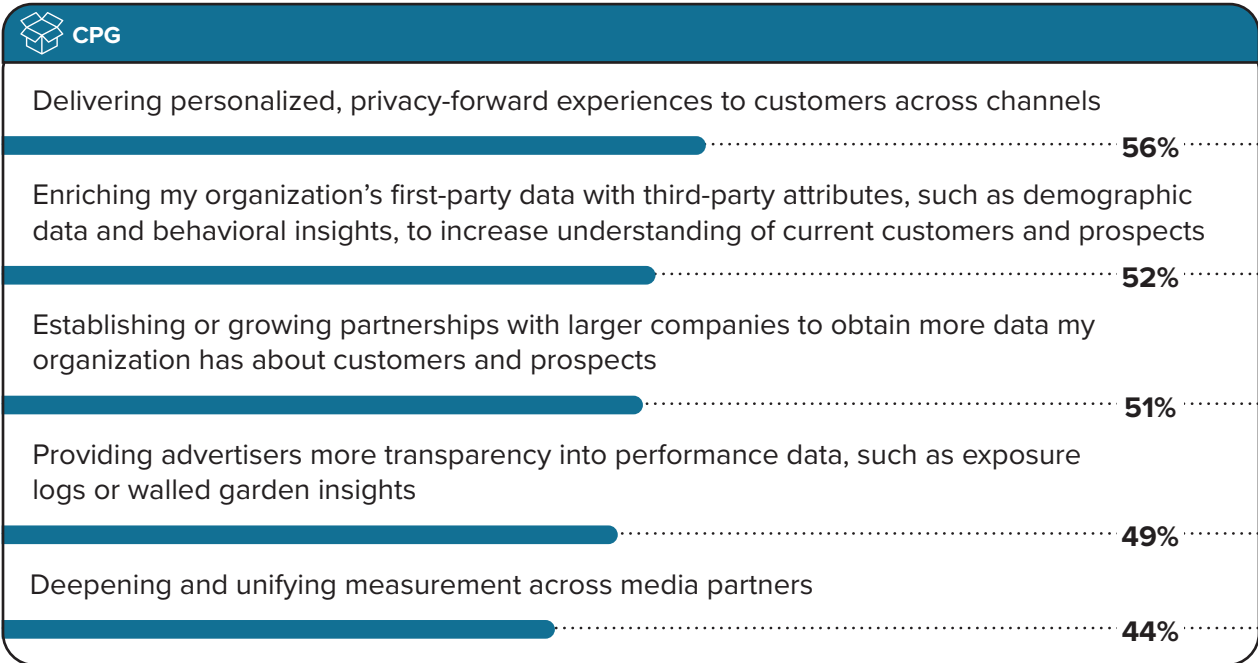 CPG
Delivering personalized, privacy-forward experiences to customers across channels
56%
Enriching my organization’s first-party data with third-party attributes, such as demographic
data and behavioral insights, to increase understanding of current customers and prospects
52%
Establishing or growing partnerships with larger companies to obtain more data my
organization has about customers and prospects
51%
Providing advertisers more transparency into performance data, such as exposure
logs or walled garden insights
49%
Deepening and unifying measurement across media partners
44%